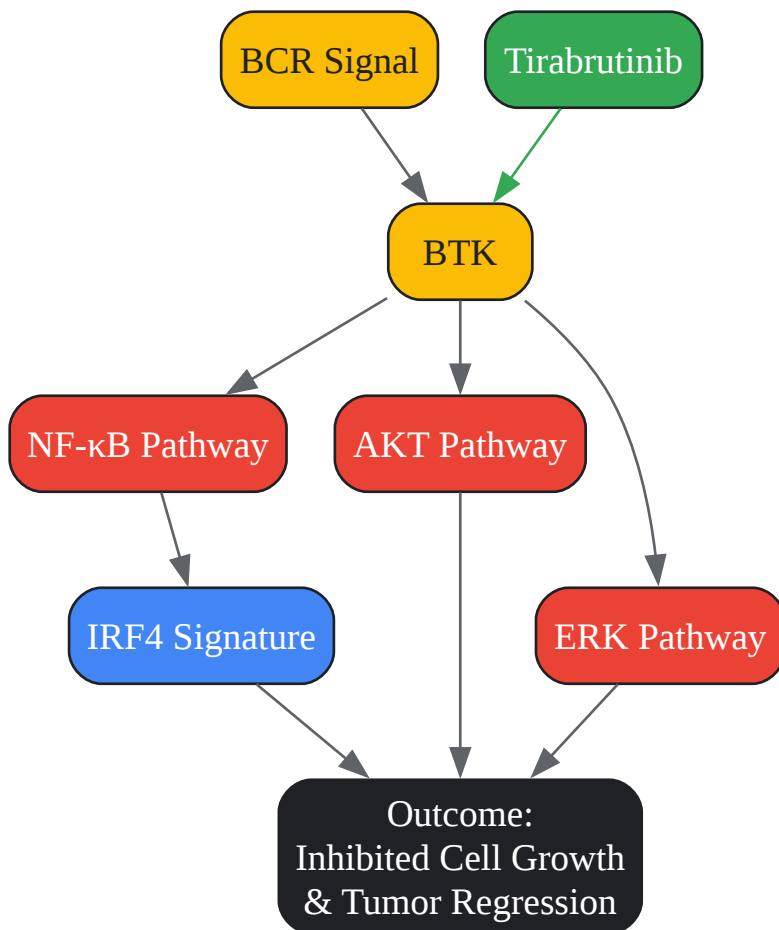 BCR Signal
Tirabrutinib
BTK
NF-κB Pathway
AKT Pathway
IRF4 Signature
ERK Pathway
Outcome:
Inhibited Cell Growth
& Tumor Regression